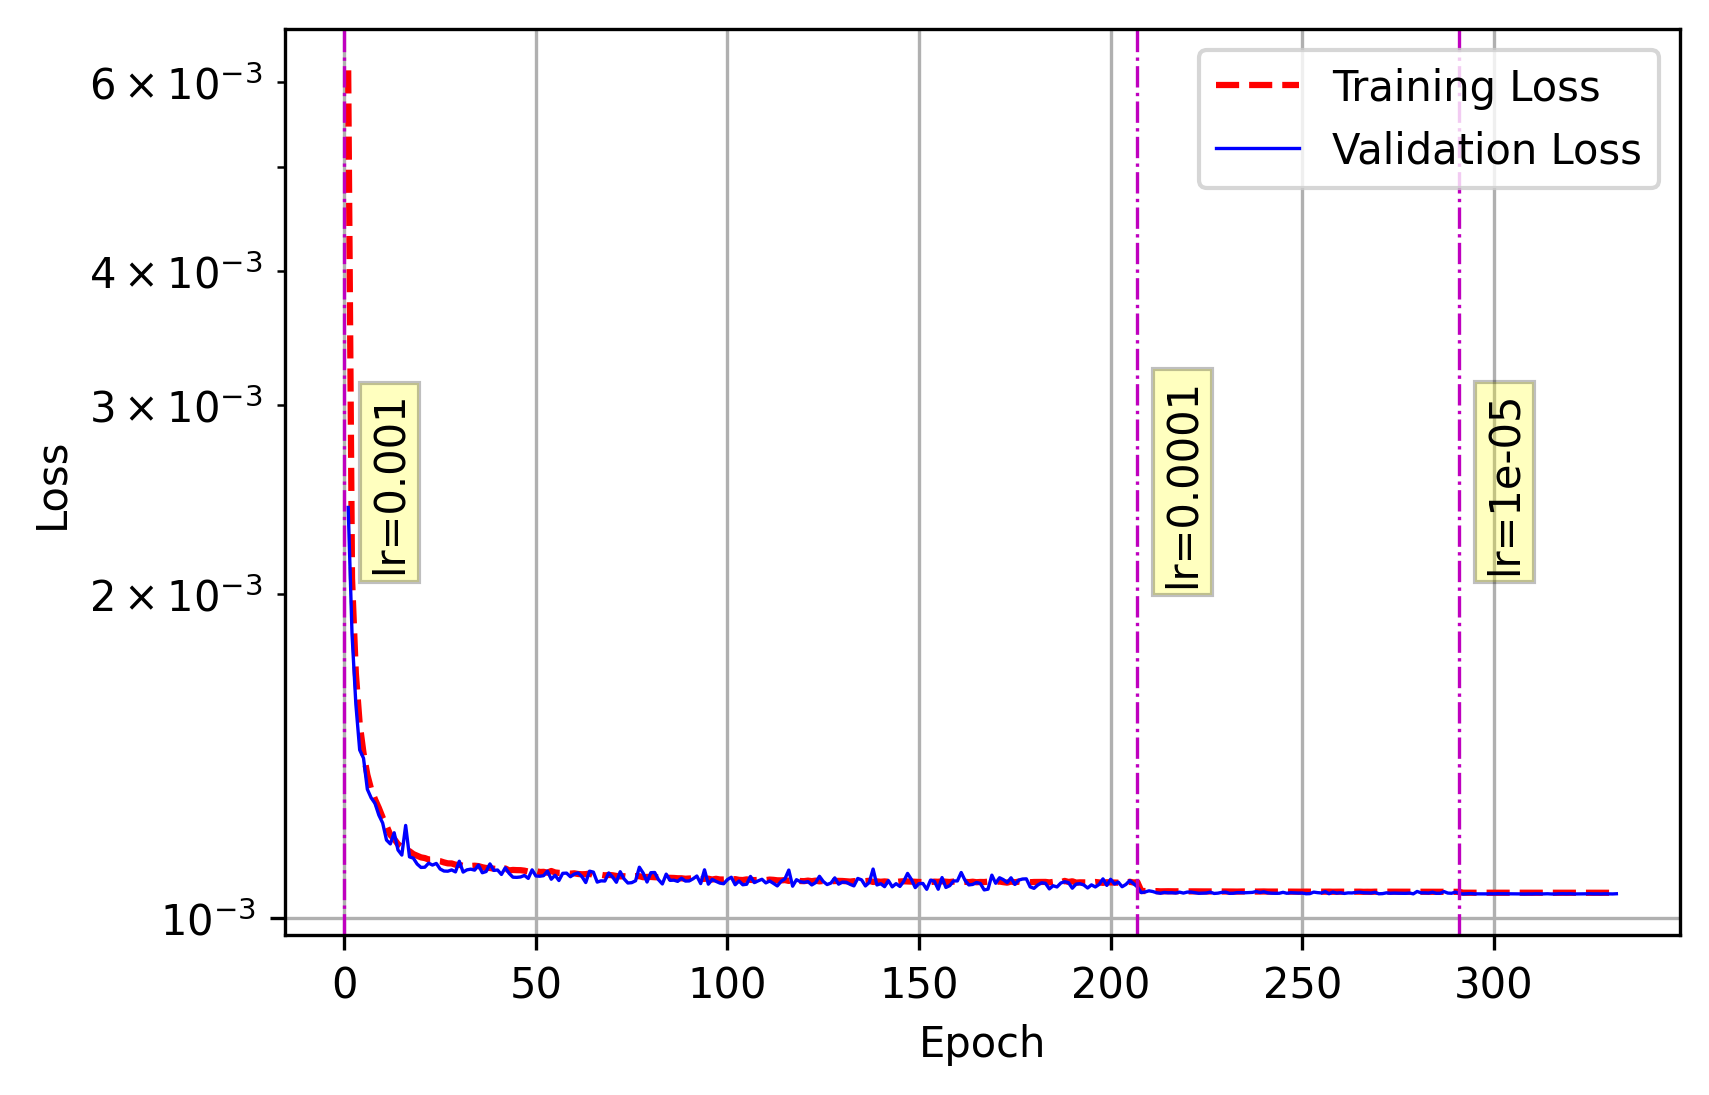 6 × 10⁻³
4 × 10⁻³
3 × 10⁻³
2 × 10⁻³
10⁻³
Loss
Training Loss
Validation Loss
lr=0.001
lr=0.0001
lr=1e-05
0 50 100 150 200 250 300
Epoch